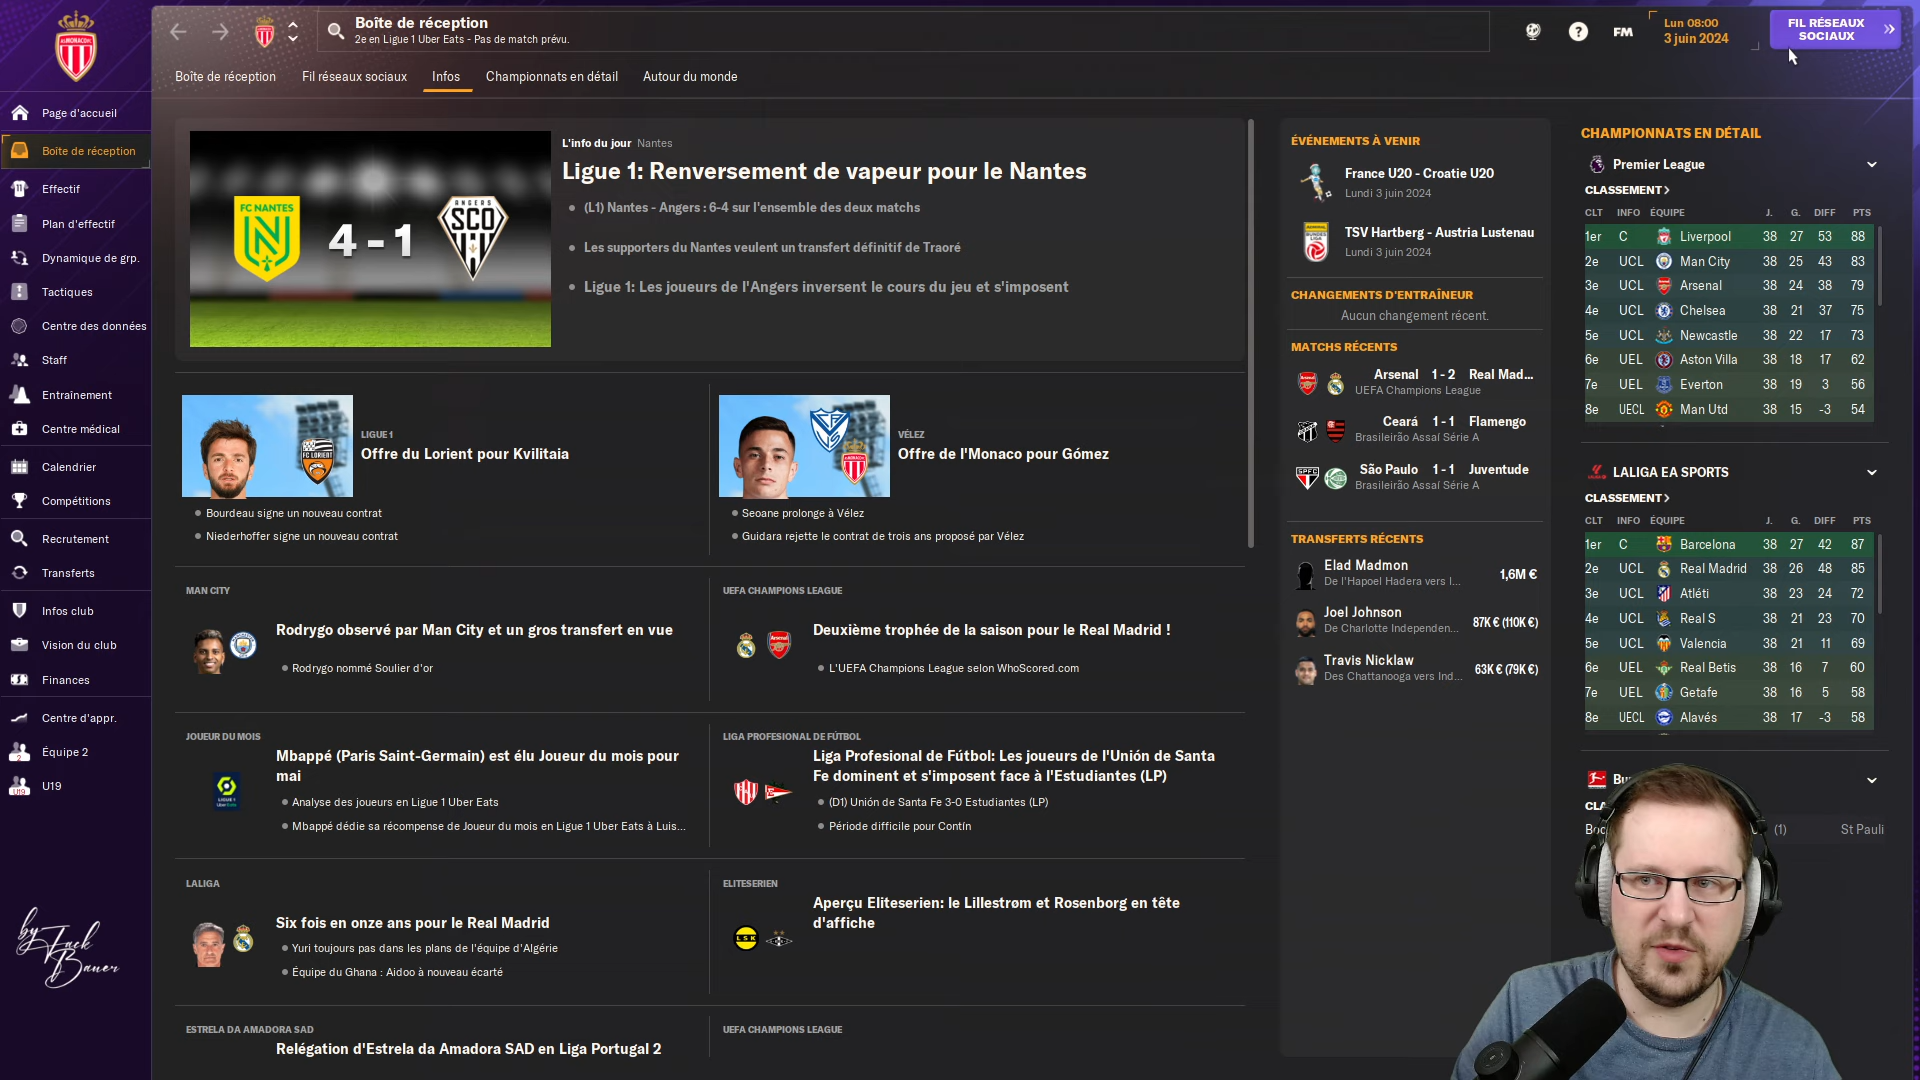 Boîte de réception
2e en Ligue 1 Uber Eats - Pas de match prévu.
FM
Lun 08:00
3 juin 2024
FIL RÉSEAUX
SOCIAUX
Boîte de réception
Fil réseaux sociaux
Infos
Championnats en détail
Autour du monde
Page d'accueil
Boîte de réception
Effectif
Plan d'effectif
Dynamique de grp.
Tactiques
Centre des données
Staff
Entraînement
Centre médical
Calendrier
Compétitions
Recrutement
Transferts
Infos club
Vision du club
Finances
Centre d'appr.
Équipe 2
U19
by Jack
Bauer
FC NANTES
4 - 1
ANGERS
SCO
L'info du jour Nantes
Ligue 1: Renversement de vapeur pour le Nantes
(L1) Nantes - Angers : 6-4 sur l'ensemble des deux matchs
Les supporters du Nantes veulent un transfert définitif de Traoré
Ligue 1: Les joueurs de l'Angers inversent le cours du jeu et s'imposent
LIGUE 1
Offre du Lorient pour Kvilitaia
Bourdeau signe un nouveau contrat
Niederhoffer signe un nouveau contrat
VÉLEZ
Offre de l'Monaco pour Gómez
Seoane prolonge à Vélez
Guidara rejette le contrat de trois ans proposé par Vélez
MAN CITY
Rodrygo observé par Man City et un gros transfert en vue
Rodrygo nommé Soulier d'or
UEFA CHAMPIONS LEAGUE
Deuxième trophée de la saison pour le Real Madrid !
L'UEFA Champions League selon WhoScored.com
JOUEUR DU MOIS
Mbappé (Paris Saint-Germain) est élu Joueur du mois pour
mai
Analyse des joueurs en Ligue 1 Uber Eats
Mbappé dédie sa récompense de Joueur du mois en Ligue 1 Uber Eats à Luis...
LIGA PROFESIONAL DE FÚTBOL
Liga Profesional de Fútbol: Les joueurs de l'Unión de Santa
Fe dominent et s'imposent face à l'Estudiantes (LP)
(D1) Unión de Santa Fe 3-0 Estudiantes (LP)
Période difficile pour Contín
LALIGA
Six fois en onze ans pour le Real Madrid
Yuri toujours pas dans les plans de l'équipe d'Algérie
Équipe du Ghana : Aidoo à nouveau écarté
ELITESERIEN
Aperçu Eliteserien: le Lillestrøm et Rosenborg en tête
d'affiche
ESTRELA DA AMADORA SAD
Relégation d'Estrela da Amadora SAD en Liga Portugal 2
UEFA CHAMPIONS LEAGUE
ÉVÉNEMENTS À VENIR
France U20 - Croatie U20
Lundi 3 juin 2024
TSV Hartberg - Austria Lustenau
Lundi 3 juin 2024
CHANGEMENTS D'ENTRAÎNEUR
Aucun changement récent.
MATCHS RÉCENTS
Arsenal 1 - 2 Real Mad...
UEFA Champions League
Ceará 1 - 1 Flamengo
Brasileirão Assaí Série A
São Paulo 1 - 1 Juventude
Brasileirão Assaí Série A
TRANSFERTS RÉCENTS
Elad Madmon
De l'Hapoel Hadera vers l... 1,6M €
Joel Johnson
De Charlotte Independen... 87K € (110K €)
Travis Nicklaw
Des Chattanooga vers Ind... 63K € (79K €)
CHAMPIONNATS EN DÉTAIL
Premier League
CLASSEMENT
CLT INFO ÉQUIPE J. G. DIFF PTS
1er C Liverpool 38 27 53 88
2e UCL Man City 38 25 43 83
3e UCL Arsenal 38 24 38 79
4e UCL Chelsea 38 21 37 75
5e UCL Newcastle 38 22 17 73
6e UEL Aston Villa 38 18 17 62
7e UEL Everton 38 19 3 56
8e UECL Man Utd 38 15 -3 54
LALIGA EA SPORTS
CLASSEMENT
CLT INFO ÉQUIPE J. G. DIFF PTS
1er C Barcelona 38 27 42 87
2e UCL Real Madrid 38 26 48 85
3e UCL Atléti 38 23 24 72
4e UCL Real S 38 21 23 70
5e UCL Valencia 38 21 11 69
6e UEL Real Betis 38 16 7 60
7e UEL Getafe 38 16 5 58
8e UECL Alavés 38 17 -3 58
(1) St Pauli